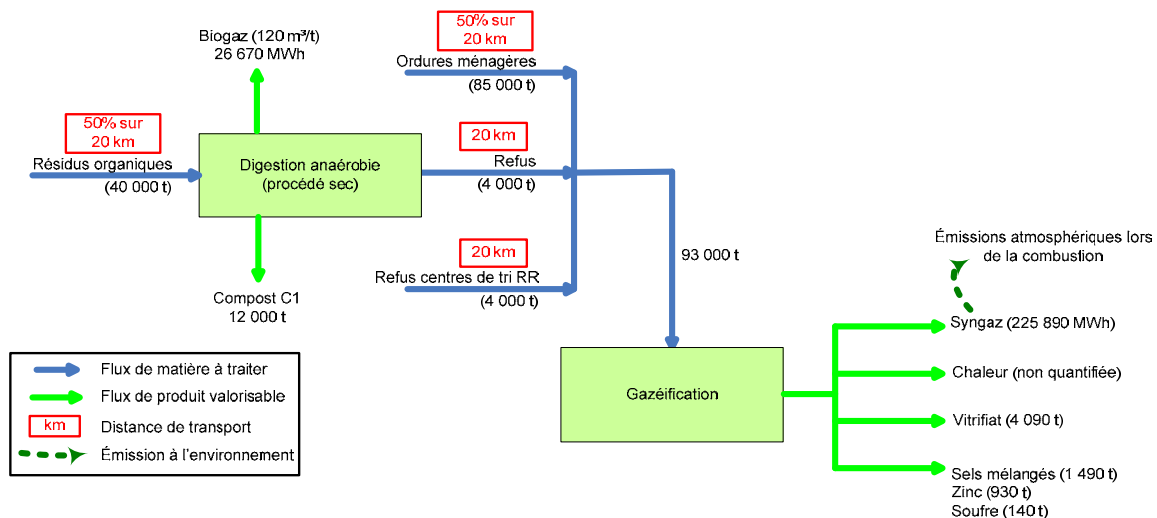 Biogaz (120 m³/t)
26 670 MWh
50% sur
20 km
Ordures ménagères
(85 000 t)
50% sur
20 km
Résidus organiques
(40 000 t)
Digestion anaérobie
(procédé sec)
20 km
Refus
(4 000 t)
20 km
Refus centres de tri RR
(4 000 t)
Compost C1
12 000 t
93 000 t
Gazéification
Émissions atmosphériques lors
de la combustion
Syngaz (225 890 MWh)
Chaleur (non quantifiée)
Vitrifiat (4 090 t)
Sels mélangés (1 490 t)
Zinc (930 t)
Soufre (140 t)
Flux de matière à traiter
Flux de produit valorisable
km
Distance de transport
Émission à l'environnement